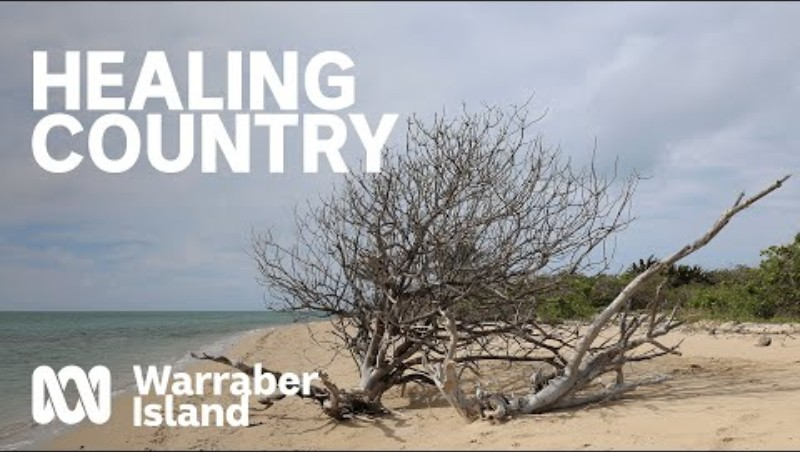 HEALING
COUNTRY
Warraber
Island